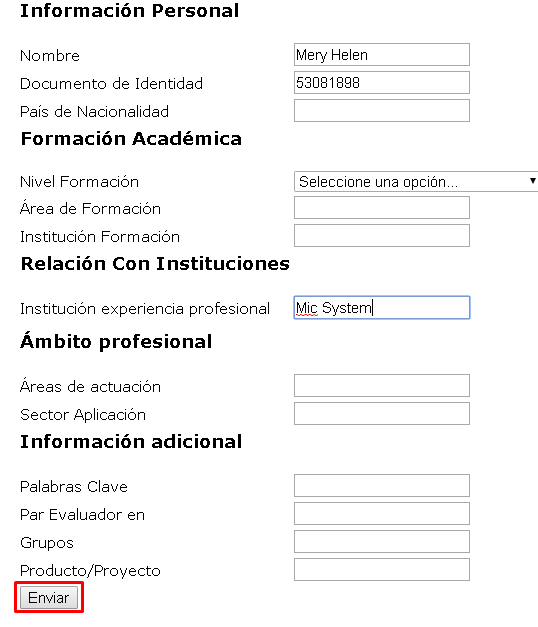 Información Personal
Nombre Mery Helen
Documento de Identidad 53081898
País de Nacionalidad
Formación Académica
Nivel Formación Seleccione una opción...
Área de Formación
Institución Formación
Relación Con Instituciones
Institución experiencia profesional Mic System
Ámbito profesional
Áreas de actuación
Sector Aplicación
Información adicional
Palabras Clave
Par Evaluador en
Grupos
Producto/Proyecto
Enviar